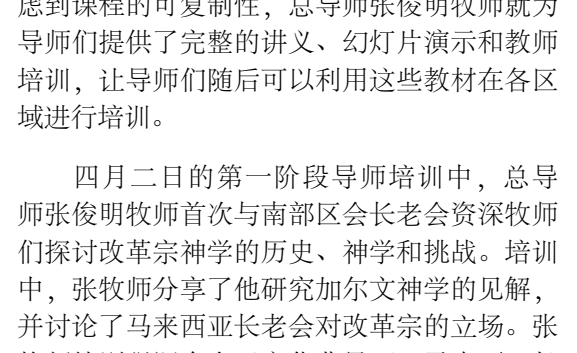 虑到课程的可复制性，总导师张俊明牧师就为
导师们提供了完整的讲义、幻灯片演示和教师
培训，让导师们随后可以利用这些教材在各区
域进行培训。
四月二日的第一阶段导师培训中，总导
师张俊明牧师首次与南部区会长老会资深牧师
们探讨改革宗神学的历史、神学和挑战。培训
中，张牧师分享了他研究加尔文神学的见解，
并讨论了马来西亚长老会对改革宗的立场。张